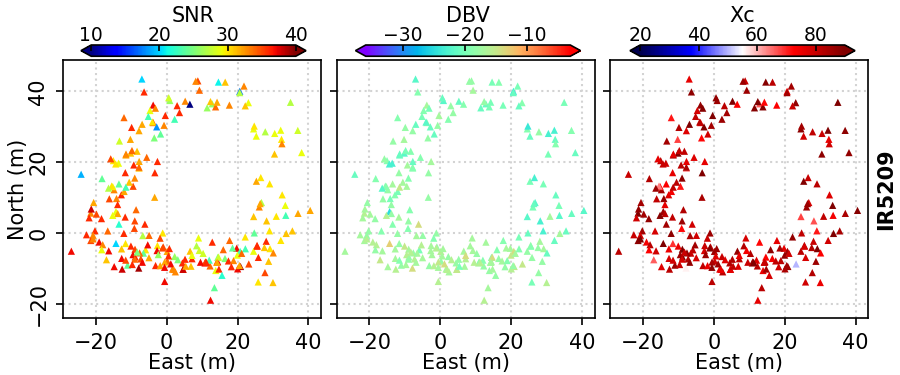 SNR DBV Xc
10 20 30 40 −30 −20 −10 20 40 60 80
40
20
0
−20
North (m)
IR5209
−20 0 20 40 −20 0 20 40 −20 0 20 40
East (m) East (m) East (m)